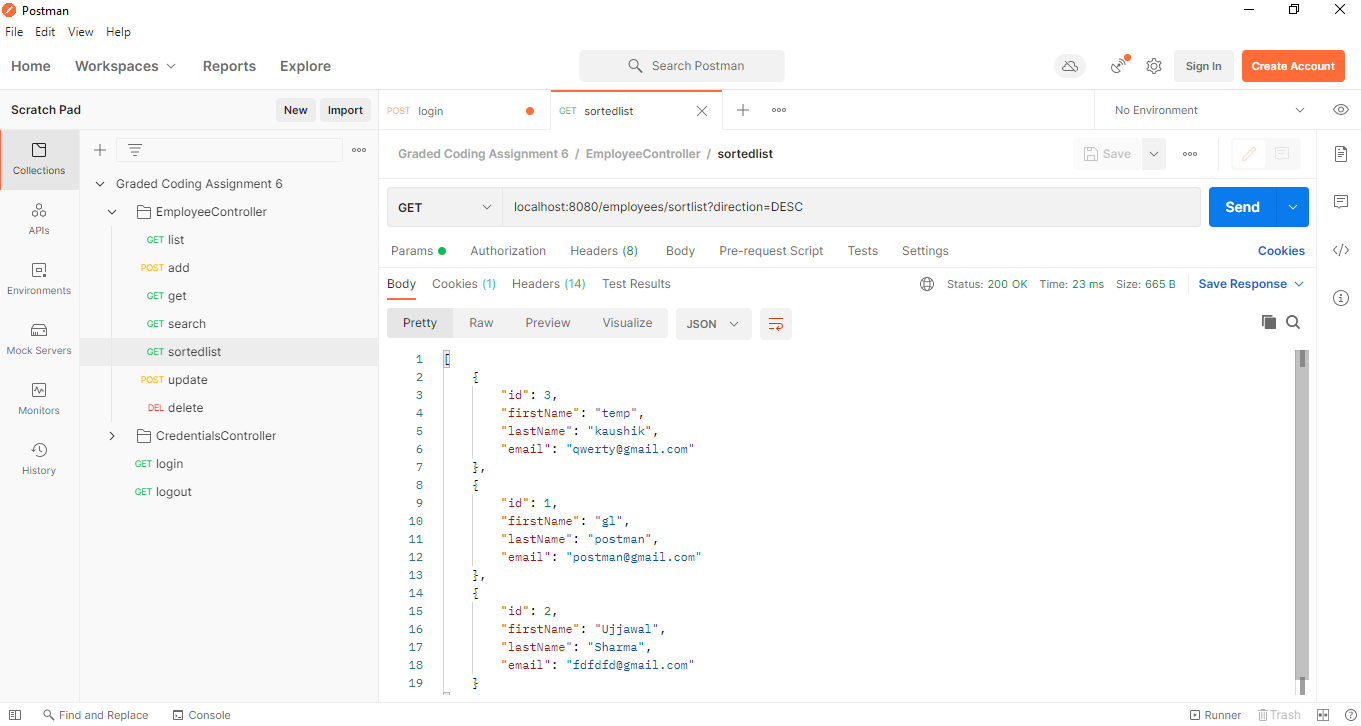 Postman
File Edit View Help
Home Workspaces Reports Explore Search Postman Sign In Create Account
Scratch Pad New Import
POST login GET sortedlist No Environment
Collections
APIs
Environments
Mock Servers
Monitors
History
Graded Coding Assignment 6
EmployeeController
GET list
POST add
GET get
GET search
GET sortedlist
POST update
DEL delete
CredentialsController
GET login
GET logout
Graded Coding Assignment 6 / EmployeeController / sortedlist Save
GET localhost:8080/employees/sortlist?direction=DESC Send
Params Authorization Headers (8) Body Pre-request Script Tests Settings Cookies
Body Cookies (1) Headers (14) Test Results Status: 200 OK Time: 23 ms Size: 665 B Save Response
Pretty Raw Preview Visualize JSON
1 [
2 {
3 "id": 3,
4 "firstName": "temp",
5 "lastName": "kaushik",
6 "email": "qwerty@gmail.com"
7 },
8 {
9 "id": 1,
10 "firstName": "gl",
11 "lastName": "postman",
12 "email": "postman@gmail.com"
13 },
14 {
15 "id": 2,
16 "firstName": "Ujjawal",
17 "lastName": "Sharma",
18 "email": "fdfdfd@gmail.com"
19 }
Find and Replace Console Runner Trash